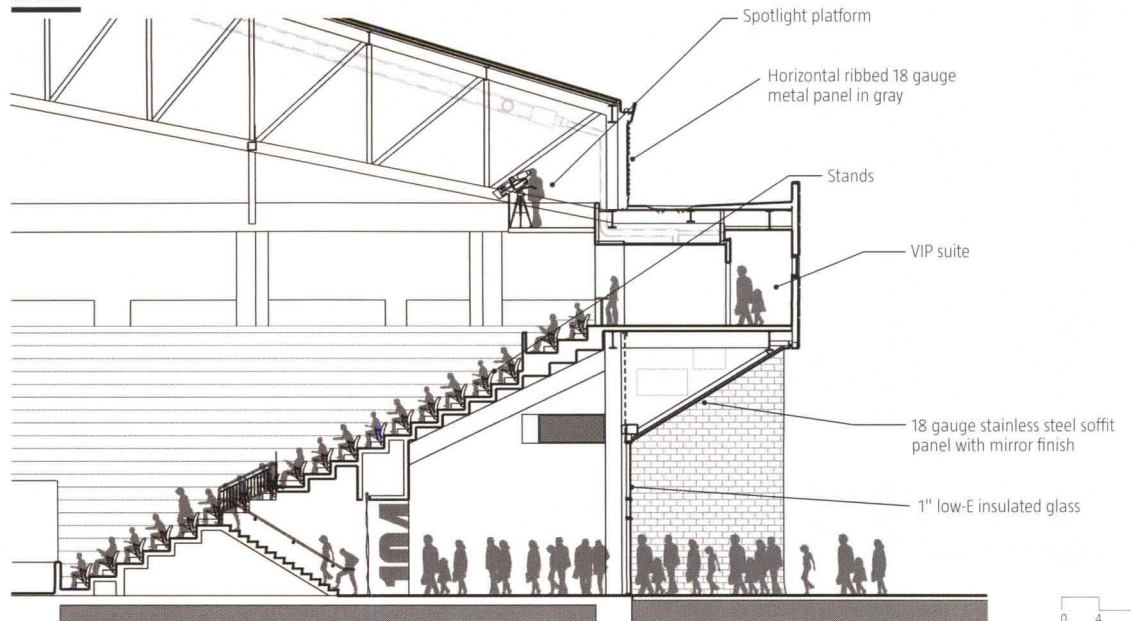 Spotlight platform
Horizontal ribbed 18 gauge
metal panel in gray
Stands
VIP suite
18 gauge stainless steel soffit
panel with mirror finish
1" low-E insulated glass
104
0 4